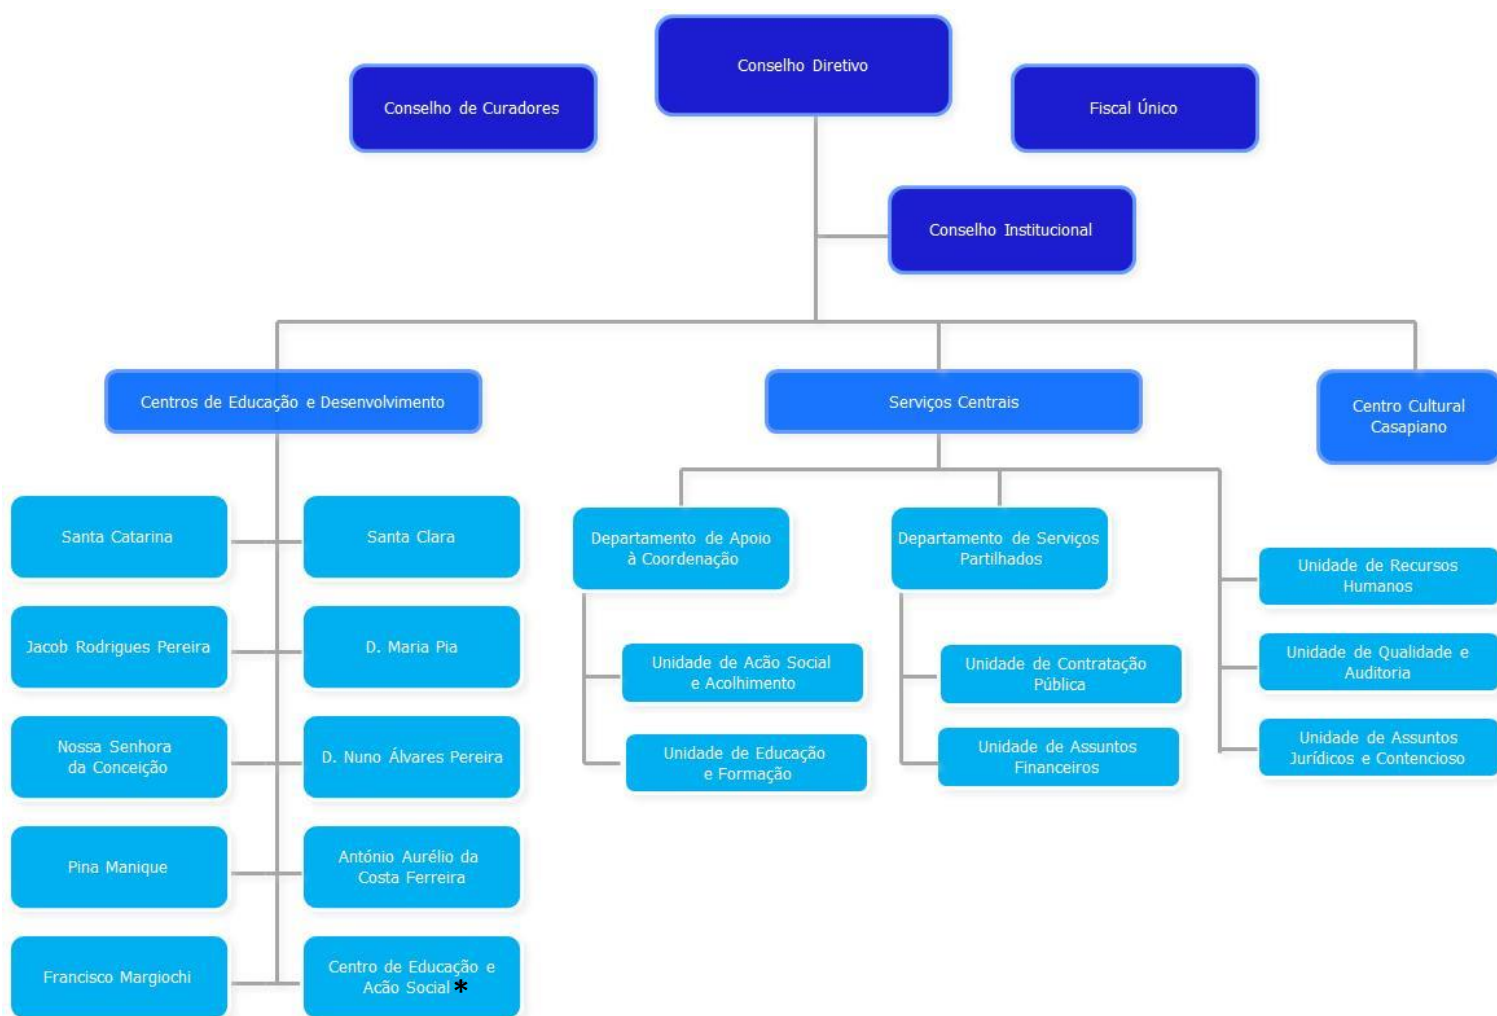 Conselho Diretivo
Conselho de Curadores
Fiscal Único
Conselho Institucional
Centros de Educação e Desenvolvimento
Serviços Centrais
Centro Cultural
Casapiano
Santa Catarina
Santa Clara
Jacob Rodrigues Pereira
D. Maria Pia
Nossa Senhora
da Conceição
D. Nuno Álvares Pereira
Pina Manique
António Aurélio da
Costa Ferreira
Francisco Margiochi
Centro de Educação e
Acão Social *
Departamento de Apoio
à Coordenação
Unidade de Acão Social
e Acolhimento
Unidade de Educação
e Formação
Departamento de Serviços
Partilhados
Unidade de Contratação
Pública
Unidade de Assuntos
Financeiros
Unidade de Recursos
Humanos
Unidade de Qualidade e
Auditoria
Unidade de Assuntos
Jurídicos e Contencioso